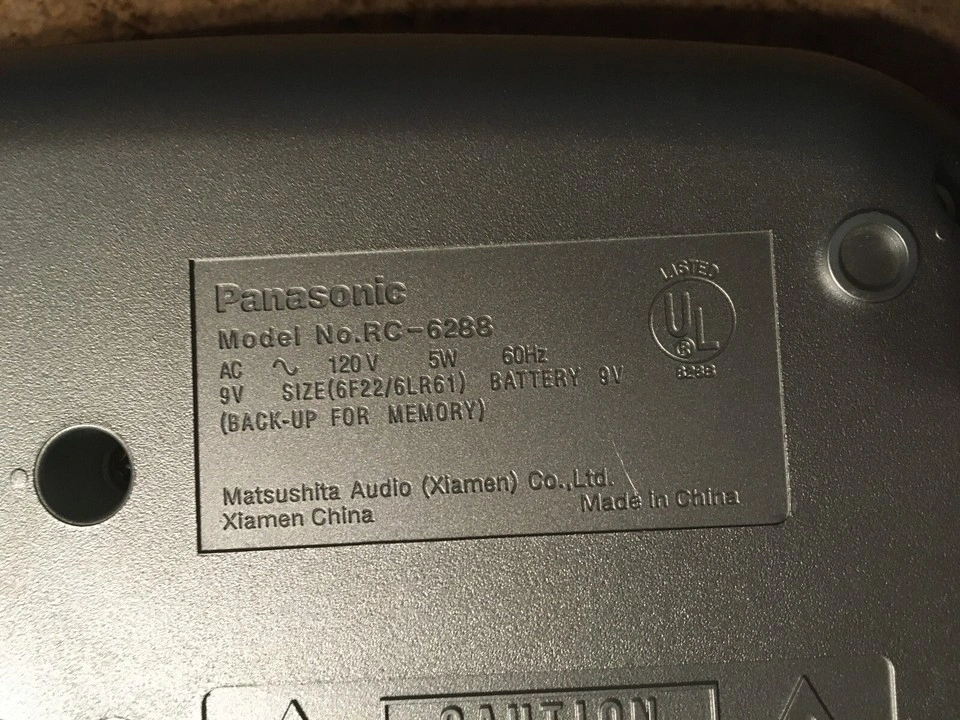 Panasonic
LISTED
UL
®
Model No.RC-6288
AC ∿ 120V 5W 60Hz
9V SIZE(6F22/6LR61) BATTERY 9V
(BACK-UP FOR MEMORY)
Matsushita Audio (Xiamen) Co.,Ltd.
Xiamen China
Made in China
CAUTION